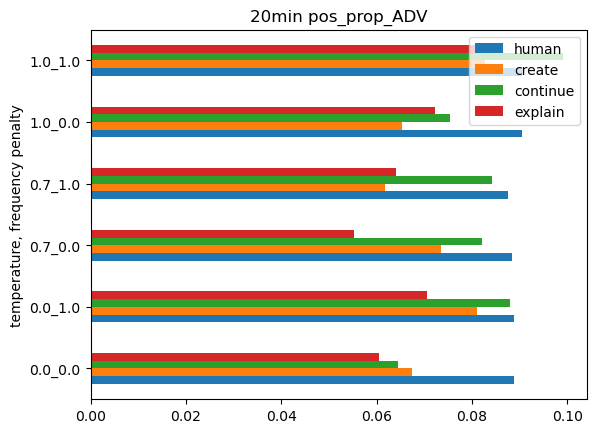 20min pos_prop_ADV
human
create
continue
explain
temperature, frequency penalty
1.0_1.0
1.0_0.0
0.7_1.0
0.7_0.0
0.0_1.0
0.0_0.0
0.00 0.02 0.04 0.06 0.08 0.10